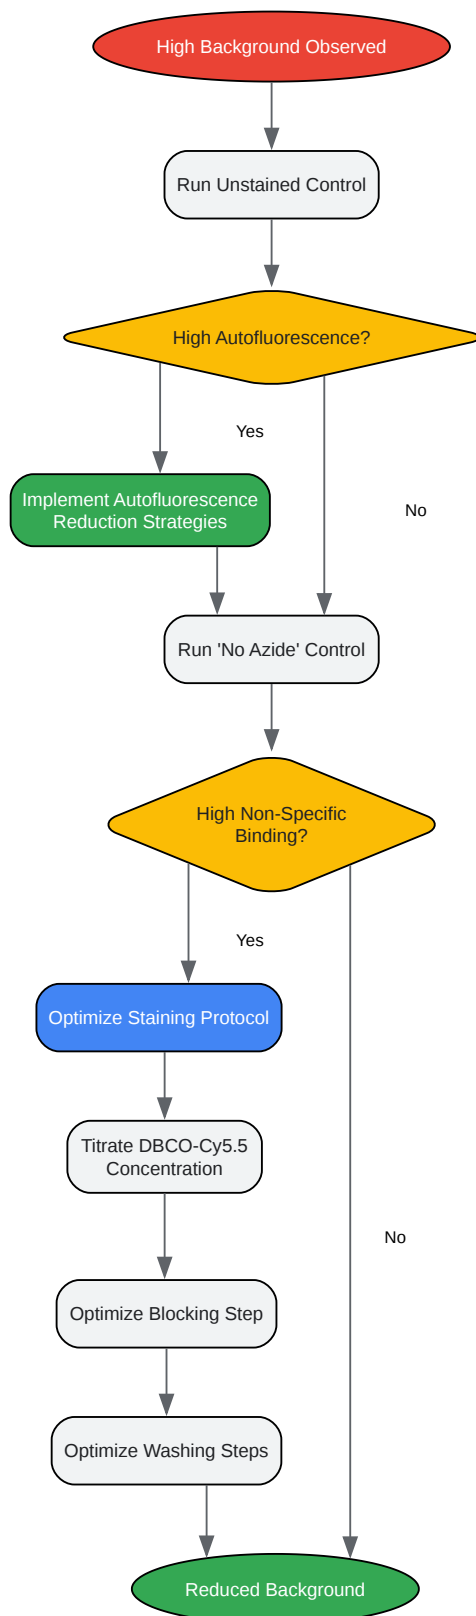 High Background Observed
Run Unstained Control
High Autofluorescence?
Yes
Implement Autofluorescence
Reduction Strategies
No
Run 'No Azide' Control
High Non-Specific
Binding?
Yes
Optimize Staining Protocol
Titrate DBCO-Cy5.5
Concentration
No
Optimize Blocking Step
Optimize Washing Steps
Reduced Background